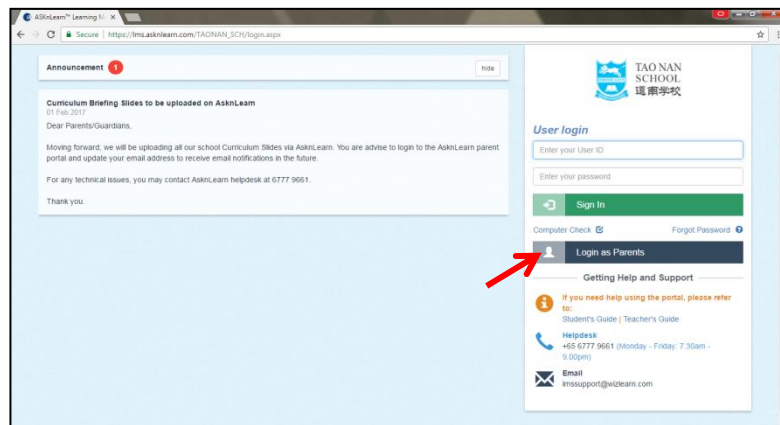 ASKnLearn™ Learning M
Secure | https://lms.asknlearn.com/TAONAN_SCH/login.aspx
Announcement 1
hide
Curriculum Briefing Slides to be uploaded on AsknLearn
01 Feb 2017
Dear Parents/Guardians,
Moving forward, we will be uploading all our school Curriculum Slides via AsknLearn. You are advise to login to the AsknLearn parent
portal and update your email address to receive email notifications in the future.
For any technical issues, you may contact AsknLearn helpdesk at 6777 9661.
Thank you.
TAO NAN
SCHOOL
道南学校
User login
Enter your User ID
Enter your password
Sign In
Computer Check
Forgot Password
Login as Parents
Getting Help and Support
If you need help using the portal, please refer
to:
Student's Guide | Teacher's Guide
Helpdesk
+65 6777 9661 (Monday - Friday: 7.30am -
9.00pm)
Email
lmssupport@wizlearn.com